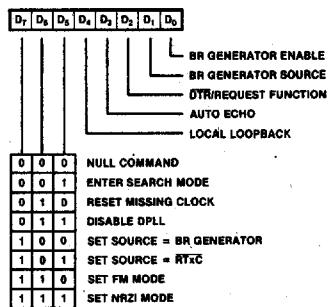 D7 D6 D5 D4 D3 D2 D1 D0
BR GENERATOR ENABLE
BR GENERATOR SOURCE
DTR/REQUEST FUNCTION
AUTO ECHO
LOCAL LOOPBACK
0 0 0 NULL COMMAND
0 0 1 ENTER SEARCH MODE
0 1 0 RESET MISSING CLOCK
0 1 1 DISABLE DPLL
1 0 0 SET SOURCE = BR GENERATOR
1 0 1 SET SOURCE = RTxC
1 1 0 SET FM MODE
1 1 1 SET NRZI MODE